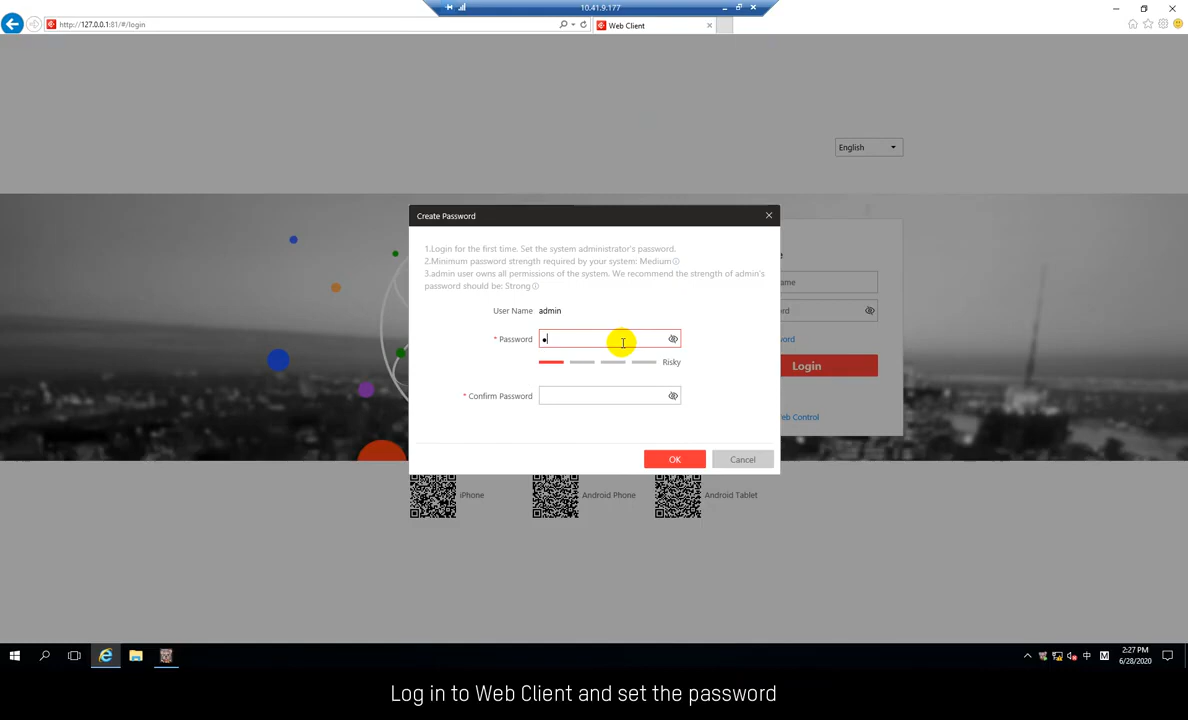 10.41.9.177
http://127.0.0.1:81/#/login
Web Client
English
Create Password
1.Login for the first time. Set the system administrator's password.
2.Minimum password strength required by your system: Medium
3.admin user owns all permissions of the system. We recommend the strength of admin's
password should be: Strong
User Name admin
* Password
Risky
* Confirm Password
OK
Cancel
Login
iPhone
Android Phone
Android Tablet
中
M
2:27 PM
6/28/2020
Log in to Web Client and set the password